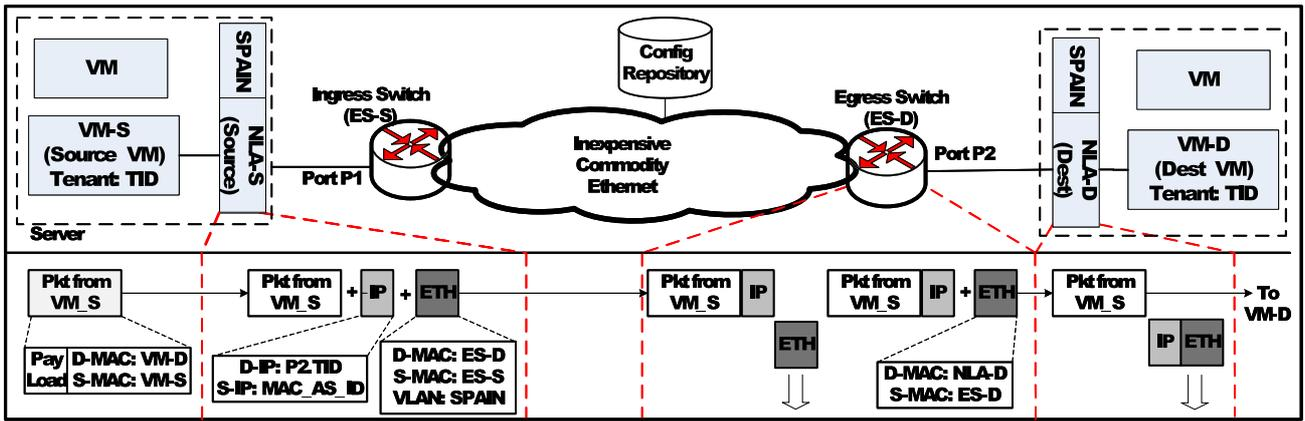 VM
SPAIN
VM-S
(Source VM)
Tenant: TID
NLA-S
(Source)
Server
Ingress Switch
(ES-S)
Port P1
Config
Repository
Inexpensive
Commodity
Ethernet
Egress Switch
(ES-D)
Port P2
SPAIN
NLA-D
(Dest)
VM
VM-D
(Dest VM)
Tenant: TID
Pkt from
VM_S
Pay
Load
D-MAC: VM-D
S-MAC: VM-S
Pkt from
VM_S
+
IP
+
ETH
D-IP: P2.TID
S-IP: MAC_AS_ID
D-MAC: ES-D
S-MAC: ES-S
VLAN: SPAIN
Pkt from
VM_S
IP
ETH
Pkt from
VM_S
IP
+
ETH
D-MAC: NLA-D
S-MAC: ES-D
Pkt from
VM_S
IP
ETH
To
VM-D